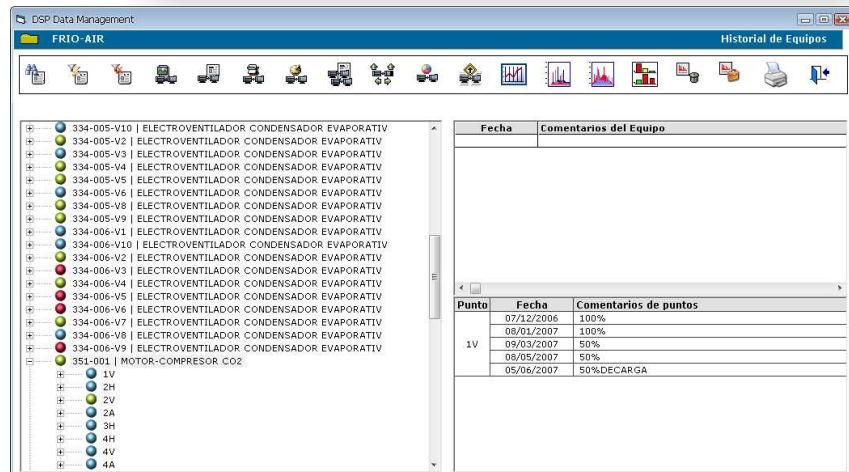 DSP Data Management
FRIO-AIR
Historial de Equipos
334-005-V10 | ELECTROVENTILADOR CONDENSADOR EVAPORATIV
334-005-V2 | ELECTROVENTILADOR CONDENSADOR EVAPORATIV
334-005-V3 | ELECTROVENTILADOR CONDENSADOR EVAPORATIV
334-005-V4 | ELECTROVENTILADOR CONDENSADOR EVAPORATIV
334-005-V5 | ELECTROVENTILADOR CONDENSADOR EVAPORATIV
334-005-V6 | ELECTROVENTILADOR CONDENSADOR EVAPORATIV
334-005-V8 | ELECTROVENTILADOR CONDENSADOR EVAPORATIV
334-005-V9 | ELECTROVENTILADOR CONDENSADOR EVAPORATIV
334-006-V1 | ELECTROVENTILADOR CONDENSADOR EVAPORATIV
334-006-V10 | ELECTROVENTILADOR CONDENSADOR EVAPORATIV
334-006-V2 | ELECTROVENTILADOR CONDENSADOR EVAPORATIV
334-006-V3 | ELECTROVENTILADOR CONDENSADOR EVAPORATIV
334-006-V4 | ELECTROVENTILADOR CONDENSADOR EVAPORATIV
334-006-V5 | ELECTROVENTILADOR CONDENSADOR EVAPORATIV
334-006-V6 | ELECTROVENTILADOR CONDENSADOR EVAPORATIV
334-006-V7 | ELECTROVENTILADOR CONDENSADOR EVAPORATIV
334-006-V8 | ELECTROVENTILADOR CONDENSADOR EVAPORATIV
334-006-V9 | ELECTROVENTILADOR CONDENSADOR EVAPORATIV
351-001 | MOTOR-COMPRESOR CO2
1V
2H
2V
2A
3H
4H
4V
4A
Fecha Comentarios del Equipo
Punto Fecha Comentarios de puntos
07/12/2006 100%
08/01/2007 100%
1V 09/03/2007 50%
08/05/2007 50%
05/06/2007 50%DECARGA